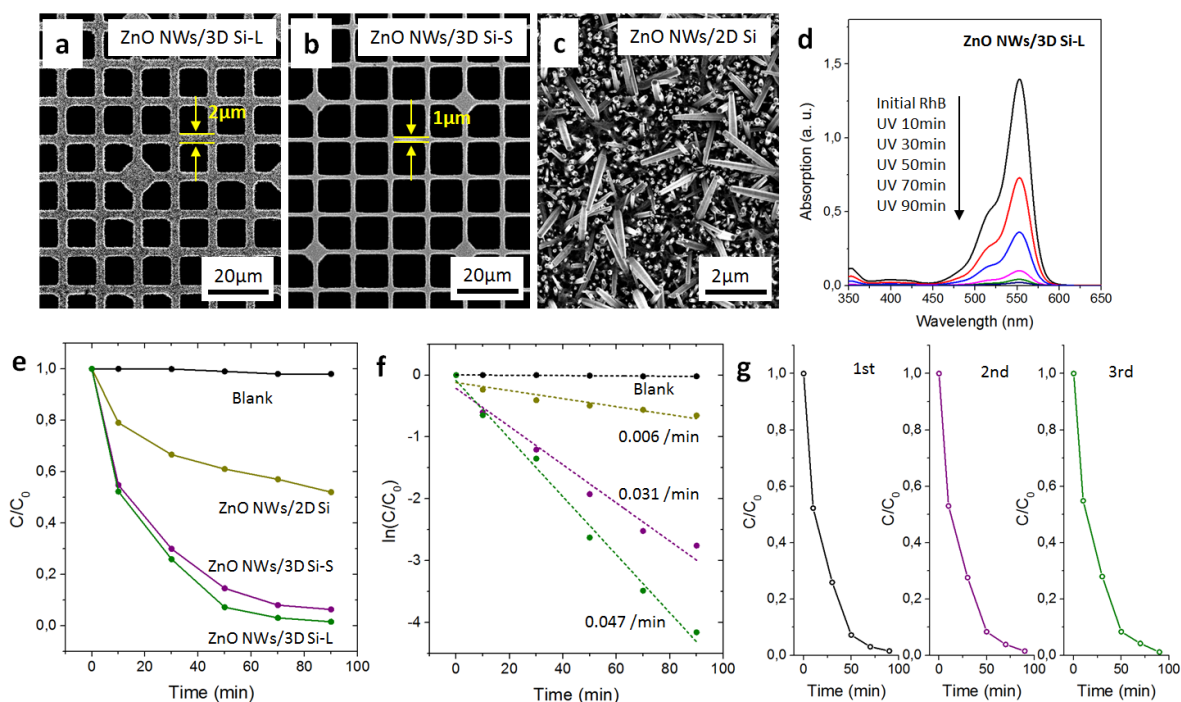 a
ZnO NWs/3D Si-L
2μm
20μm
b
ZnO NWs/3D Si-S
1μm
20μm
c
ZnO NWs/2D Si
2μm
d
ZnO NWs/3D Si-L
Initial RhB
UV 10min
UV 30min
UV 50min
UV 70min
UV 90min
Absorption (a. u.)
1,5
1,0
0,5
0,0
350 400 450 500 550 600 650
Wavelength (nm)
e
C/C0
1,0
0,8
0,6
0,4
0,2
0,0
Blank
ZnO NWs/2D Si
ZnO NWs/3D Si-S
ZnO NWs/3D Si-L
0 20 40 60 80 100
Time (min)
f
ln(C/C0)
0
-1
-2
-3
-4
Blank
0.006 /min
0.031 /min
0.047 /min
0 20 40 60 80 100
Time (min)
g
1st
C/C0
1,0
0,8
0,6
0,4
0,2
0,0
0 50 100
Time (min)
2nd
C/C0
1,0
0,8
0,6
0,4
0,2
0,0
0 50 100
Time (min)
3rd
C/C0
1,0
0,8
0,6
0,4
0,2
0,0
0 50 100
Time (min)